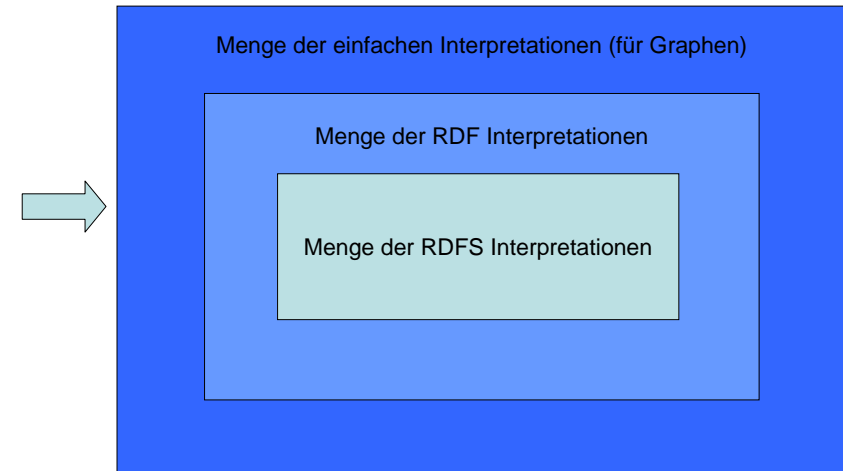 Menge der einfachen Interpretationen (für Graphen)
Menge der RDF Interpretationen
Menge der RDFS Interpretationen